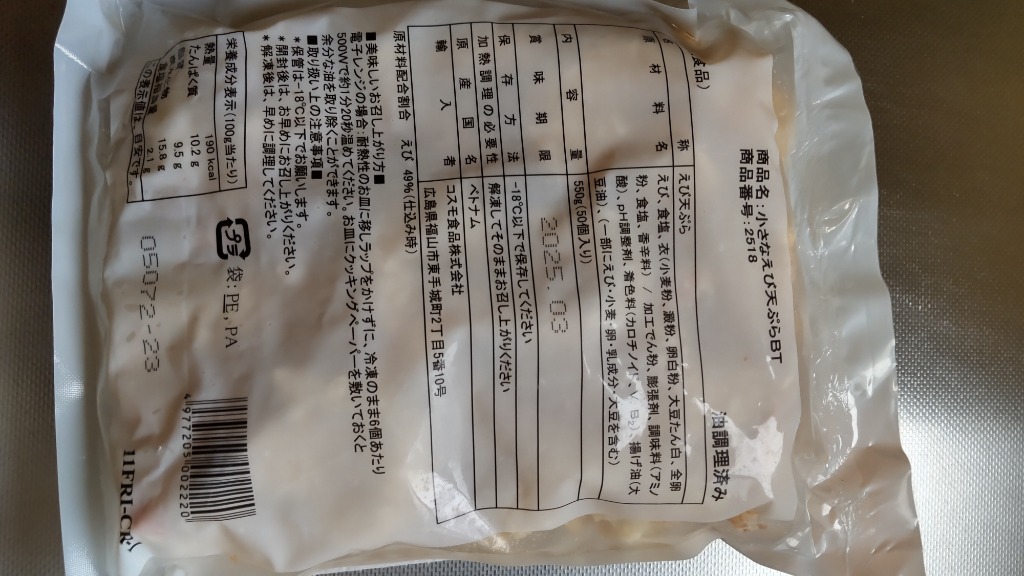 食品)
商品名:小さなえび天ぷらBT
商品番号:2518
油調理済み
称 えび天ぷら
原材料名 えび、食塩、衣(小麦粉、澱粉、卵白粉、大豆たん白、全卵
粉、食塩、香辛料)/加工でん粉、膨張剤、調味料(アミノ
酸)、pH調整剤、着色料(カロチノイド、V.B₂)、揚げ油(大
豆油)、(一部にえび・小麦・卵・乳成分・大豆を含む)
内容量 550g(50個入り)
賞味期限 2025.03
保存方法 -18℃以下で保存してください
加熱調理の必要性 解凍してそのままお召し上がりください
原産国名 ベトナム
輸入者 コスモ食品株式会社
広島県福山市東手城町2丁目5番10号
原材料配合割合 えび 49%(仕込み時)
■美味しいお召し上がり方■
電子レンジの場合:耐熱性のお皿に移しラップをかけずに、冷凍のまま6個あたり
500Wで約1分20秒温めてください。お皿にクッキングペーパーを敷いておくと
余分な油を取り除くことができます。
■取り扱い上の注意事項■
*保管は-18℃以下でお願いします。
*開封後は、お早めにお召し上がりください。
*解凍後は、早めに調理してください。
栄養成分表示(100g当たり)
熱量 190 kcal
たんぱく質 10.2 g
9.5 g
15.8 g
2.1 g
の表示値は、目安です。
プラ 袋:PE, PA
05072-23
4977205002220